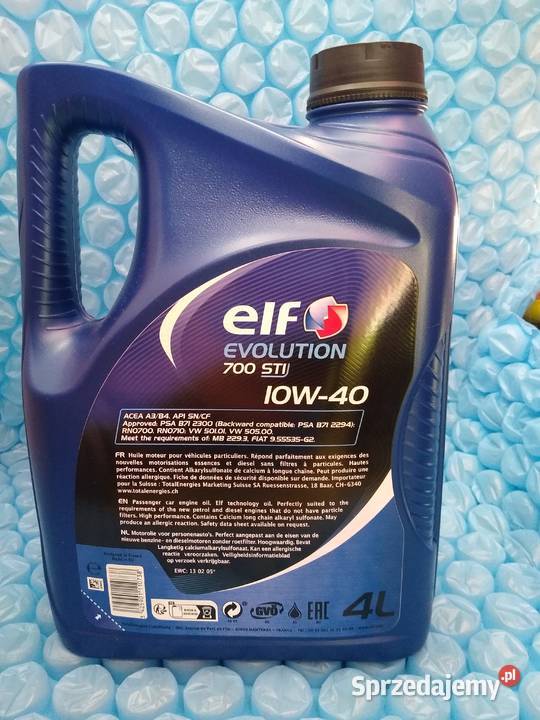 elf
EVOLUTION
700 STI
10W-40
ACEA A3/B4. API SN/CF
Approved: PSA B71 2300 (Backward compatible: PSA B71 2294);
RN0700, RN0710; VW 501.01, VW 505.00.
Meet the requirements of: MB 229.3, FIAT 9.55535-G2.
FR Huile moteur pour véhicules particuliers. Répond parfaitement aux exigences des
nouvelles motorisations essences et diesel sans filtres à particules. Hautes
performances. Contient Alkarylsulfonate de calcium à longue chaîne. Peut produire une
réaction allergique. Fiche de données de sécurité disponible sur demande. Importateur
pour la Suisse : TotalEnergies Marketing Suisse SA Ruessenstrasse, 18 Baar, CH-6340
www.totalenergies.ch
EN Passenger car engine oil. Elf technology oil. Perfectly suited to the
requirements of the new petrol and diesel engines that do not have particle
filters. High performance. Contains Calcium long chain alkaryl sulfonate. May
produce an allergic reaction. Safety data sheet available on request.
NL Motorolie voor personenauto's. Perfect aangepast aan de eisen van de
nieuwe benzine- en dieselmotoren zonder roetfilter. Hoogwaardig. Bevat
Langketig calciumalkarylsulfonaat. Kan een allergische
reactie veroorzaken. Veiligheidsinformatieblad
op verzoek verkrijgbaar.
EWC: 13 02 05*
GVÖ
EAC
4L
Sprzedajemy.pl